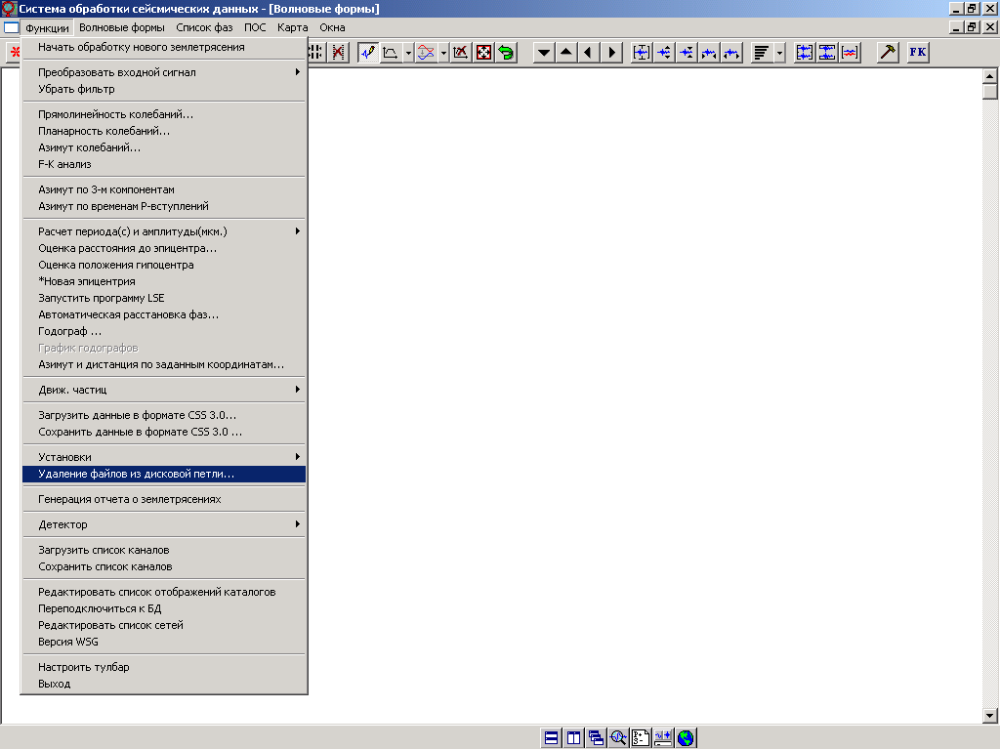 Система обработки сейсмических данных - [Волновые формы]
Функции Волновые формы Список фаз ПОС Карта Окна
Начать обработку нового землетрясения
FK
Преобразовать входной сигнал
Убрать фильтр
Прямолинейность колебаний...
Планарность колебаний...
Азимут колебаний...
F-K анализ
Азимут по 3-м компонентам
Азимут по временам P-вступлений
Расчет периода(с) и амплитуды(мкм.)
Оценка расстояния до эпицентра...
Оценка положения гипоцентра
*Новая эпицентрия
Запустить программу LSE
Автоматическая расстановка фаз...
Годограф ...
График годографов
Азимут и дистанция по заданным координатам...
Движ. частиц
Загрузить данные в формате CSS 3.0...
Сохранить данные в формате CSS 3.0 ...
Установки
Удаление файлов из дисковой петли...
Генерация отчета о землетрясениях
Детектор
Загрузить список каналов
Сохранить список каналов
Редактировать список отображений каталогов
Переподключиться к БД
Редактировать список сетей
Версия WSG
Настроить тулбар
Выход